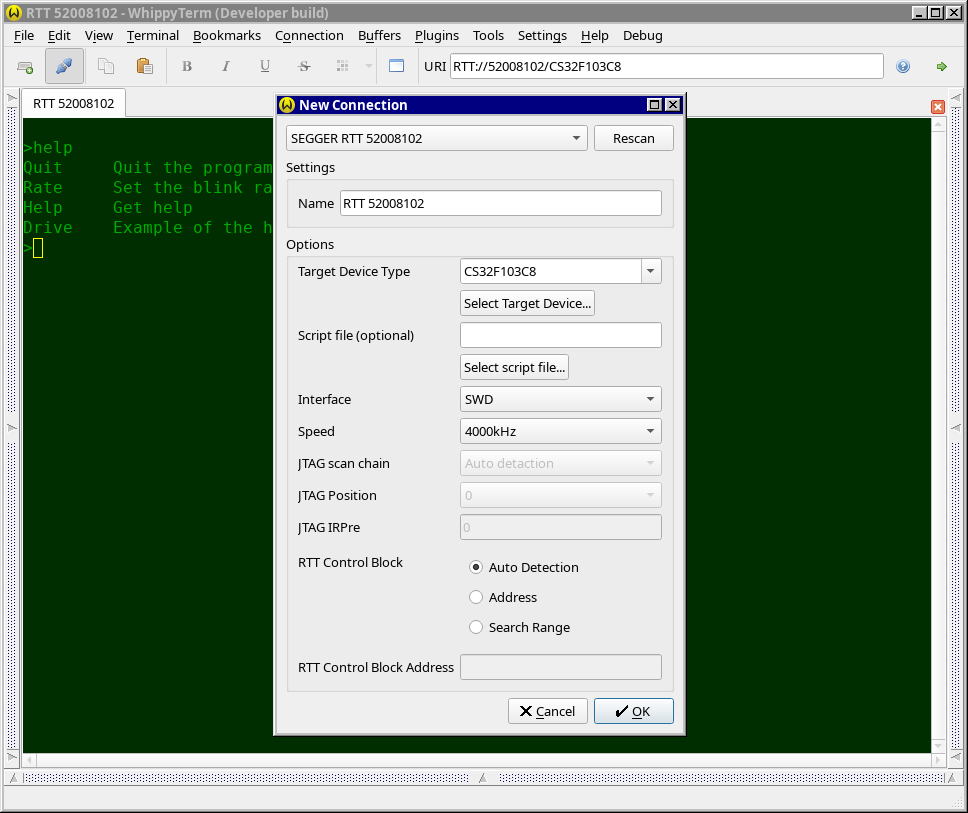 RTT 52008102 - WhippyTerm (Developer build)
File Edit View Terminal Bookmarks Connection Buffers Plugins Tools Settings Help Debug
B I U S URI RTT://52008102/CS32F103C8
RTT 52008102
>help
Quit Quit the program
Rate Set the blink ra
Help Get help
Drive Example of the h
>
New Connection
SEGGER RTT 52008102 Rescan
Settings
Name RTT 52008102
Options
Target Device Type CS32F103C8
Select Target Device...
Script file (optional)
Select script file...
Interface SWD
Speed 4000kHz
JTAG scan chain Auto detaction
JTAG Position 0
JTAG IRPre 0
RTT Control Block Auto Detection
Address
Search Range
RTT Control Block Address
Cancel OK